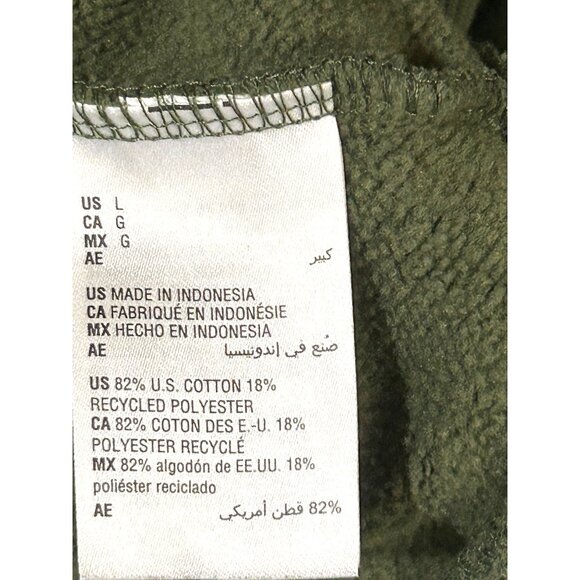 US L
CA G
MX G
AE كبير
US MADE IN INDONESIA
CA FABRIQUÉ EN INDONÉSIE
MX HECHO EN INDONESIA
AE صُنع في إندونيسيا
US 82% U.S. COTTON 18%
RECYCLED POLYESTER
CA 82% COTON DES E.-U. 18%
POLYESTER RECYCLÉ
MX 82% algodón de EE.UU. 18%
poliéster reciclado
AE 82% قطن أمريكي